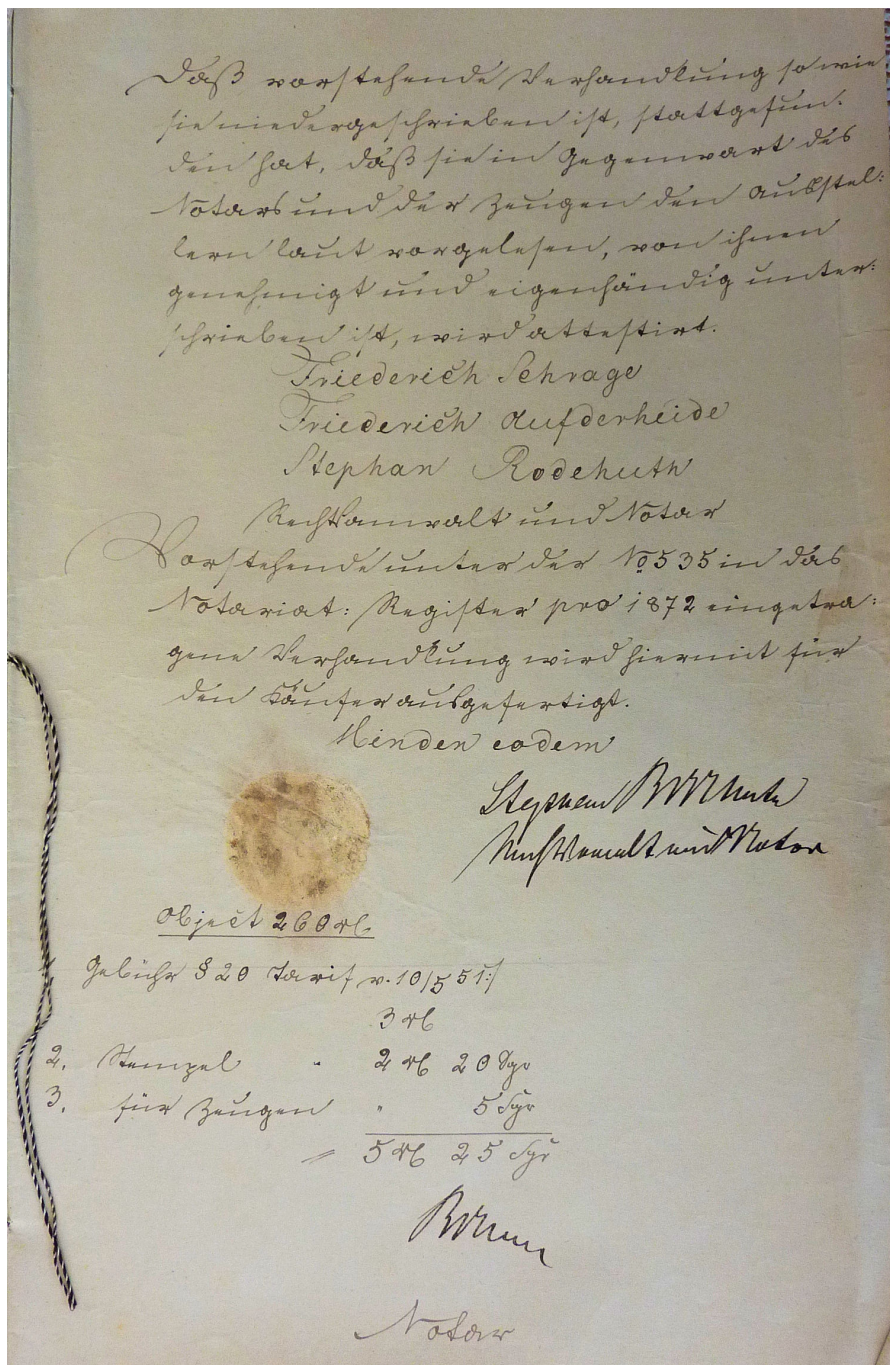 Daß vorstehende Verhandlung so wie
sie niedergeschrieben ist, stattgefun-
den hat, daß sie in Gegenwart des
Notars und der Zeugen den Ausstel:
lern laut vorgelesen, von ihnen
genehmigt und eigenhändig unter:
schrieben ist, wird attestirt.
Friederich Schrage
Friederich Aufderheide
Stephan Rodehuth
Rechtsanwalt und Notar
Vorstehende unter der No 535 in das
Notariat: Register pro 1872 eingetra:
gene Verhandlung wird hiermit für
den Käufer ausgefertigt.
Minden eodem
Stephan Rodehuth
Rechtsanwalt und Notar
Object 260 rl.
1. Gebühr § 20 Tarif v. 10/5 51:/
3 rl
2. Stempel " 2 rl 20 Sgr
3. für Zeugen " 5 Sgr
= 5 rl 25 Sgr
Notar